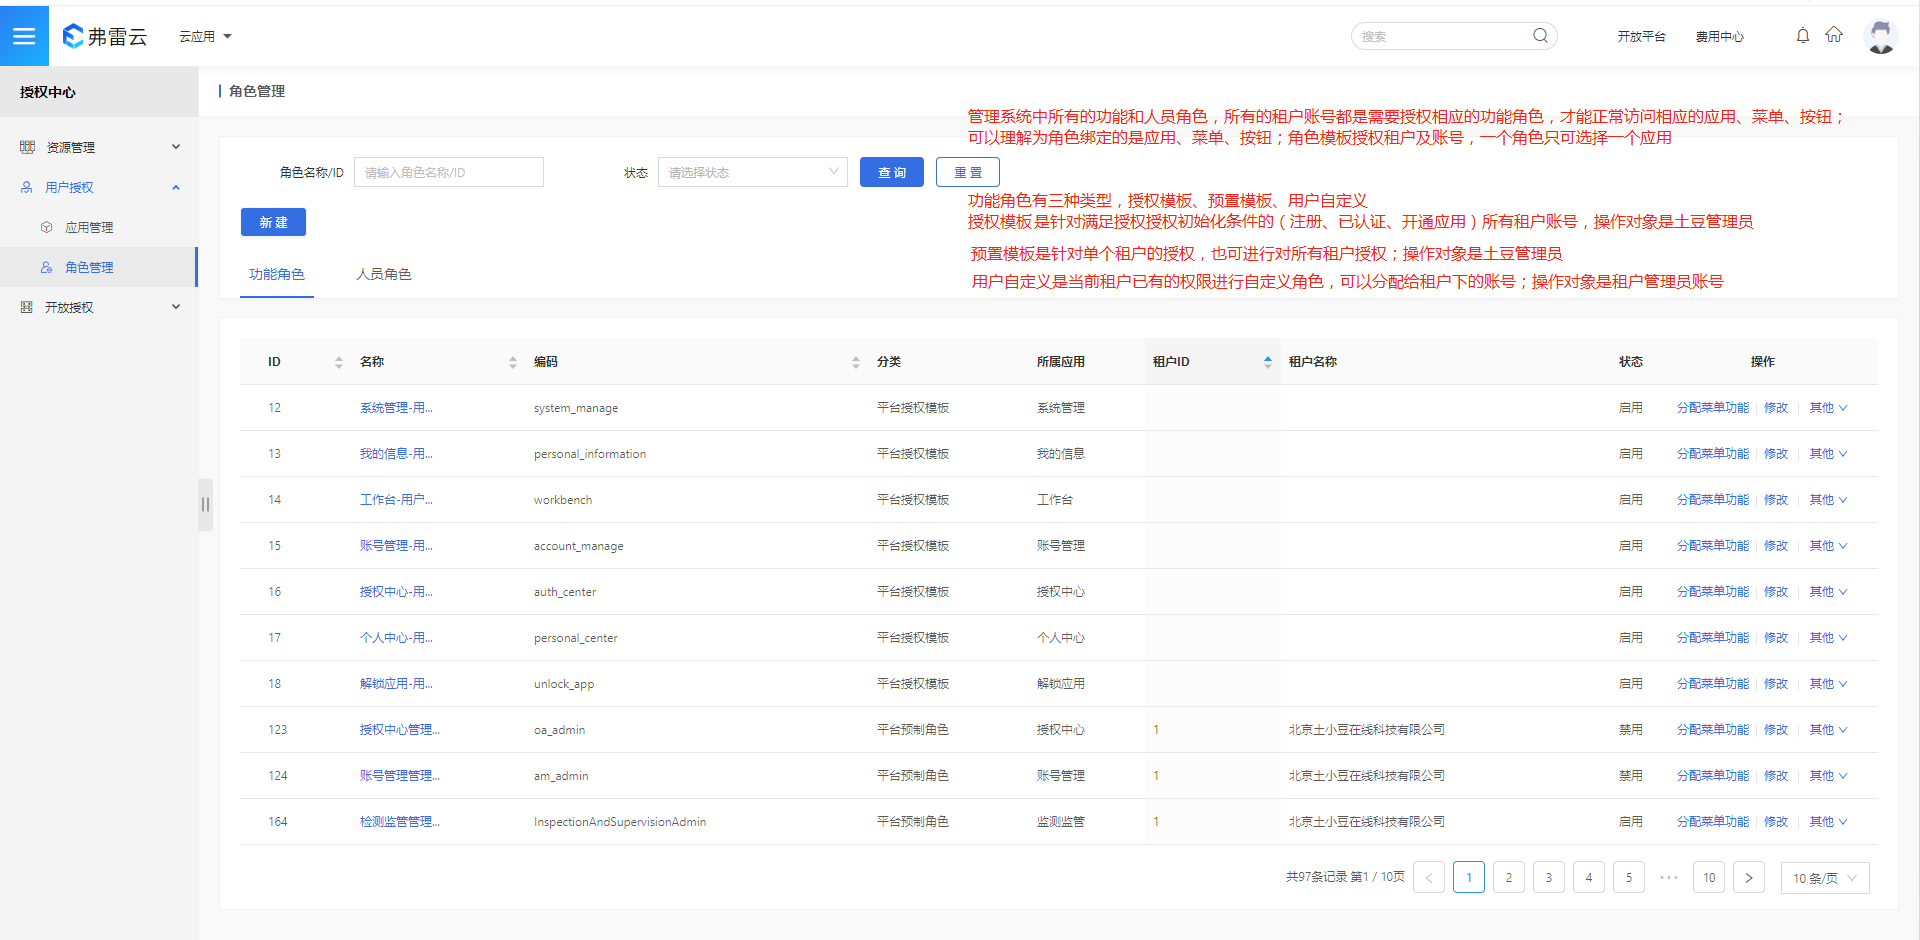 弗雷云
云应用
搜索
开放平台
费用中心
授权中心
资源管理
用户授权
应用管理
角色管理
开放授权
角色管理
管理系统中所有的功能和人员角色，所有的租户账号都是需要授权相应的功能角色，才能正常访问相应的应用、菜单、按钮；
可以理解为角色绑定的是应用、菜单、按钮；角色模板授权租户及账号，一个角色只可选择一个应用
角色名称/ID 请输入角色名称/ID 状态 请选择状态 查 询 重 置
功能角色有三种类型，授权模板、预置模板、用户自定义
授权模板是针对满足授权授权初始化条件的（注册、已认证、开通应用）所有租户账号，操作对象是土豆管理员
新 建
预置模板是针对单个租户的授权，也可进行对所有租户授权；操作对象是土豆管理员
功能角色 人员角色
用户自定义是当前租户已有的权限进行自定义角色，可以分配给租户下的账号；操作对象是租户管理员账号
ID 名称 编码 分类 所属应用 租户ID 租户名称 状态 操作
12 系统管理-用... system_manage 平台授权模板 系统管理 启用 分配菜单功能 修改 其他
13 我的信息-用... personal_information 平台授权模板 我的信息 启用 分配菜单功能 修改 其他
14 工作台-用户... workbench 平台授权模板 工作台 启用 分配菜单功能 修改 其他
15 账号管理-用... account_manage 平台授权模板 账号管理 启用 分配菜单功能 修改 其他
16 授权中心-用... auth_center 平台授权模板 授权中心 启用 分配菜单功能 修改 其他
17 个人中心-用... personal_center 平台授权模板 个人中心 启用 分配菜单功能 修改 其他
18 解锁应用-用... unlock_app 平台授权模板 解锁应用 启用 分配菜单功能 修改 其他
123 授权中心管理... oa_admin 平台预制角色 授权中心 1 北京土小豆在线科技有限公司 禁用 分配菜单功能 修改 其他
124 账号管理管理... am_admin 平台预制角色 账号管理 1 北京土小豆在线科技有限公司 禁用 分配菜单功能 修改 其他
164 检测监管管理... InspectionAndSupervisionAdmin 平台预制角色 监测监管 1 北京土小豆在线科技有限公司 启用 分配菜单功能 修改 其他
共97条记录 第1 / 10页 < 1 2 3 4 5 ••• 10 > 10 条/页